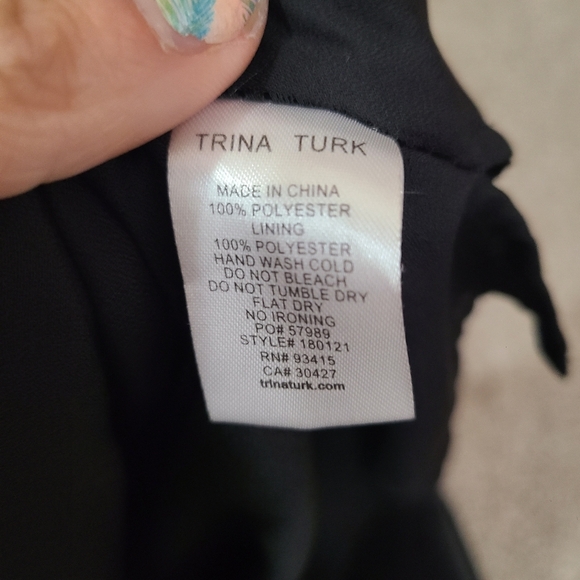 TRINA TURK
MADE IN CHINA
100% POLYESTER
LINING
100% POLYESTER
HAND WASH COLD
DO NOT BLEACH
DO NOT TUMBLE DRY
FLAT DRY
NO IRONING
PO# 57989
STYLE# 180121
RN# 93415
CA# 30427
trinaturk.com